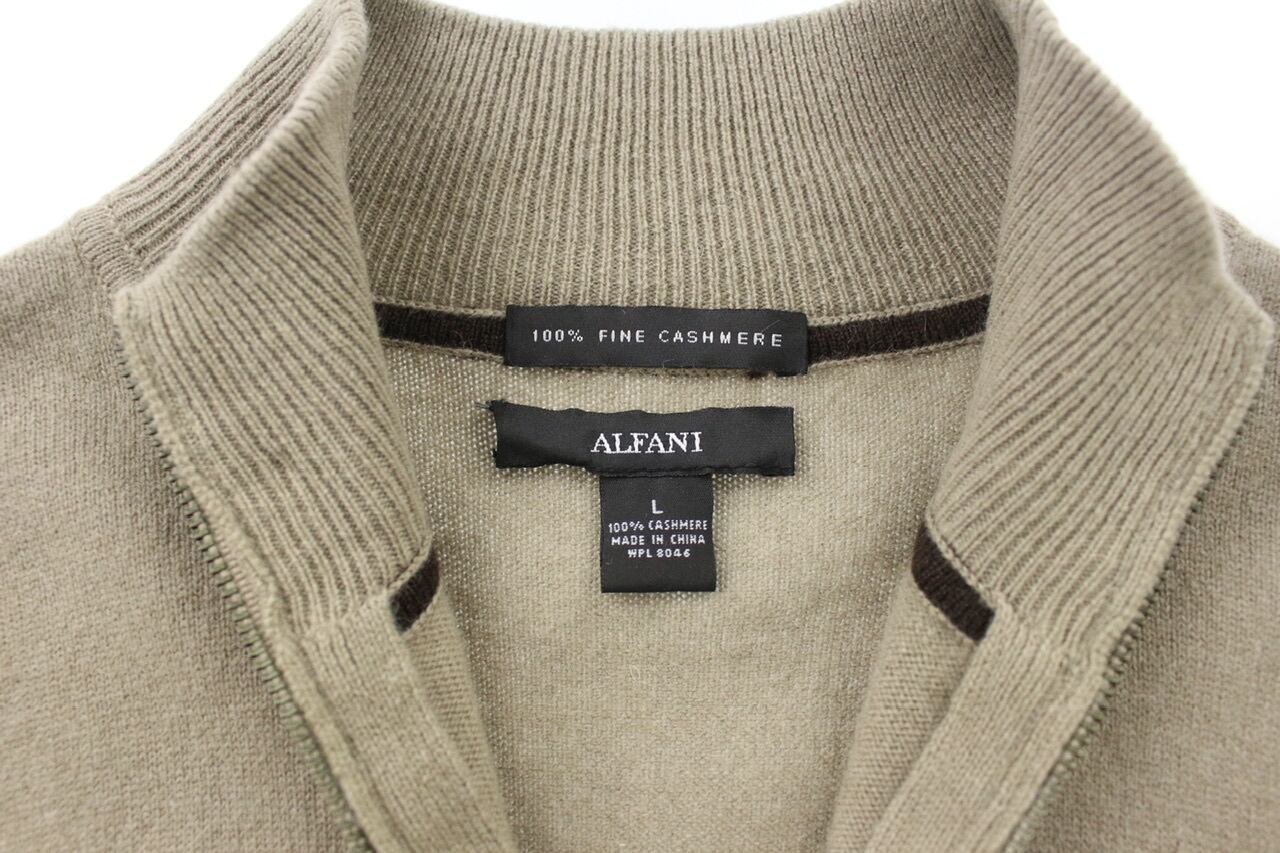 100% FINE CASHMERE
ALFANI
L
100% CASHMERE
MADE IN CHINA
WPL 8046